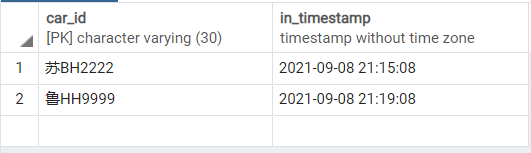 car_id in_timestamp
[PK] character varying (30) timestamp without time zone
1 苏BH2222 2021-09-08 21:15:08
2 鲁HH9999 2021-09-08 21:19:08